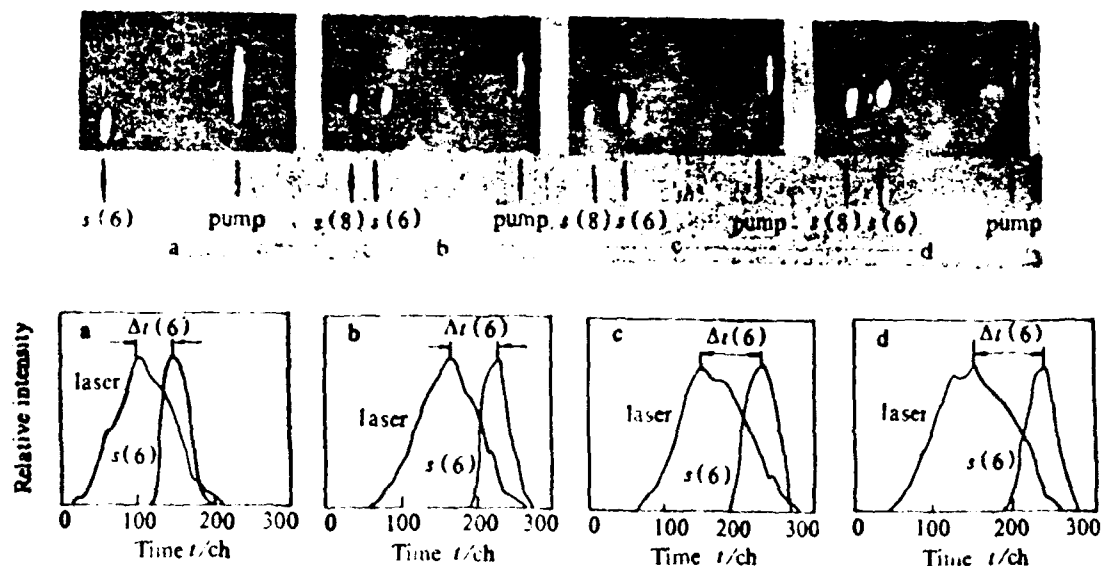 s(6) pump s(8) s(6) pump s(8) s(6) pump s(8) s(6) pump
a b c d
a Δt(6) b Δt(6) c Δt(6) d Δt(6)
laser laser laser laser
s(6) s(6) s(6) s(6)
Relative intensity
0 100 200 300 0 100 200 300 0 100 200 300 0 100 200 300
Time t/ch Time t/ch Time t/ch Time t/ch